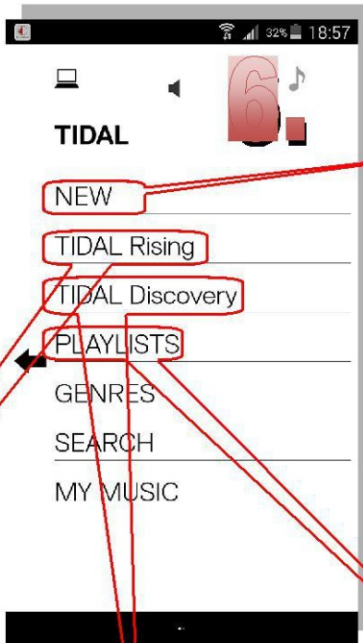 32% 18:57
6.
TIDAL
NEW
TIDAL Rising
TIDAL Discovery
PLAYLISTS
GENRES
SEARCH
MY MUSIC